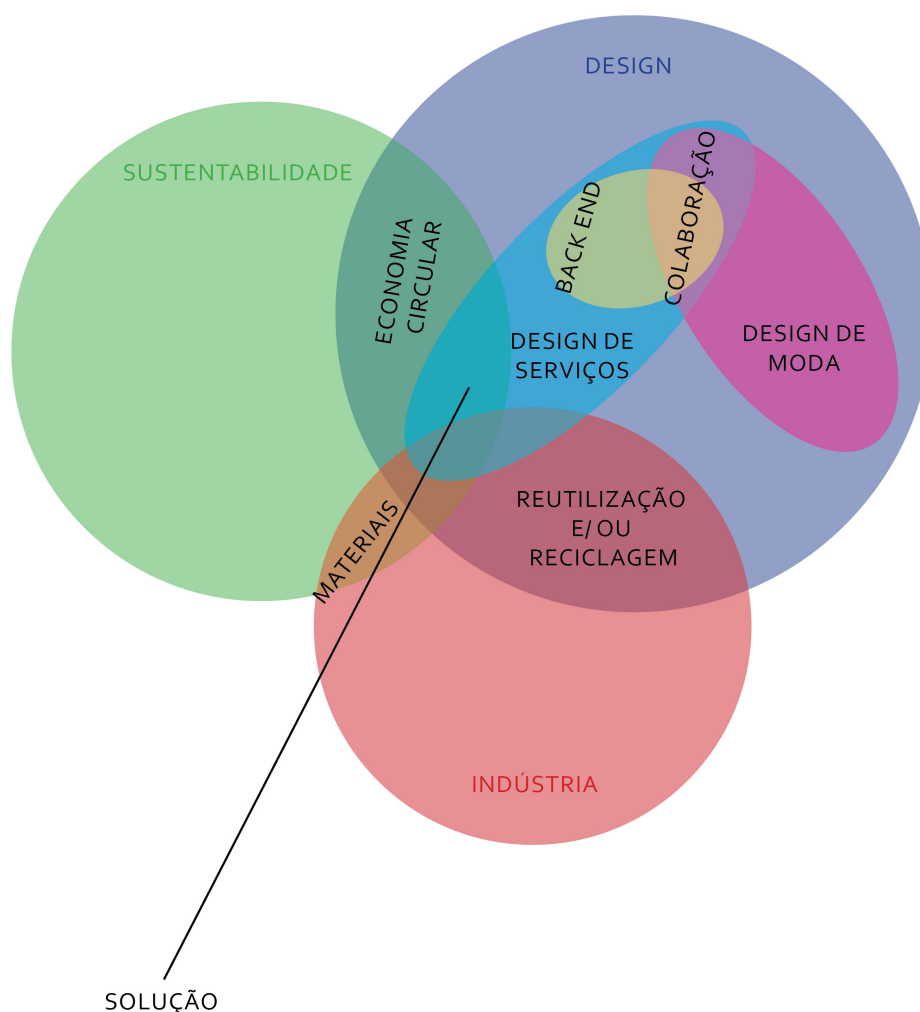 DESIGN
SUSTENTABILIDADE
COLABORAÇÃO
BACK END
ECONOMIA
CIRCULAR
DESIGN DE
SERVIÇOS
DESIGN DE
MODA
REUTILIZAÇÃO
E/ OU
RECICLAGEM
MATERIAIS
INDÚSTRIA
SOLUÇÃO